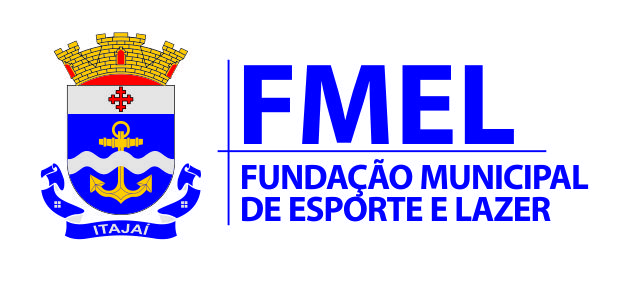 FMEL
FUNDAÇÃO MUNICIPAL
DE ESPORTE E LAZER
ITAJAÍ